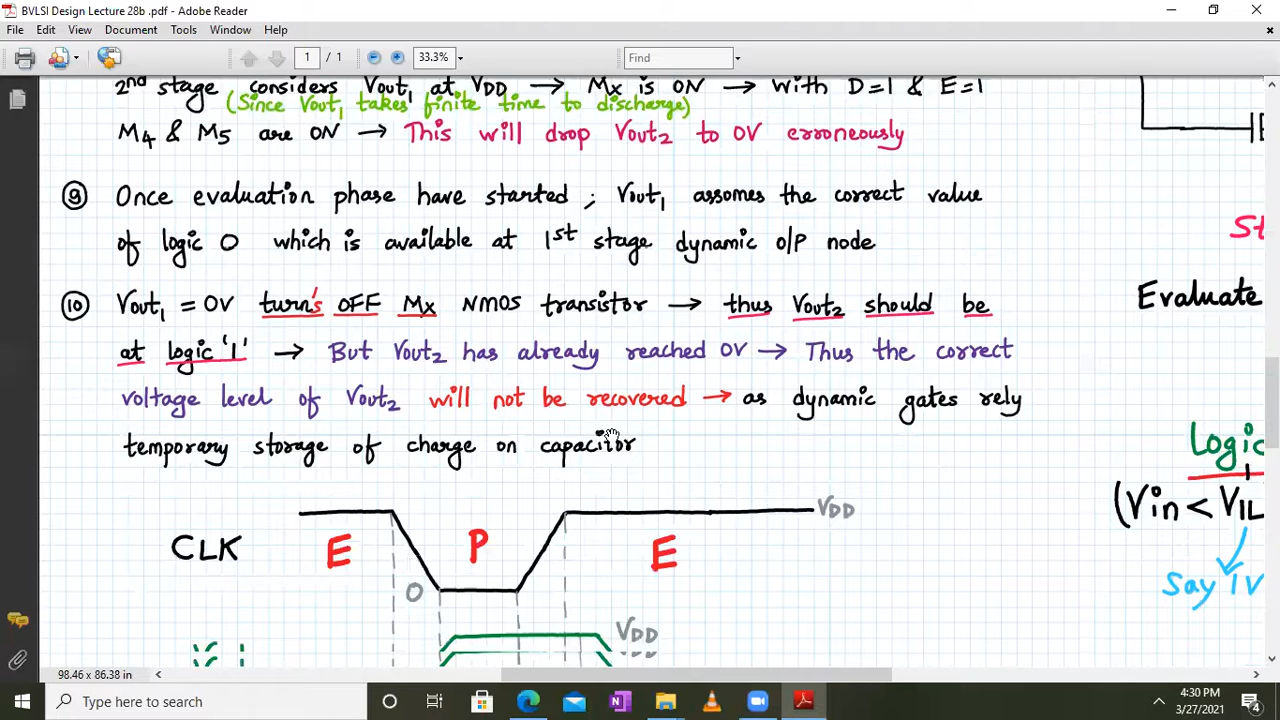 BVLSI Design Lecture 28b .pdf - Adobe Reader
File Edit View Document Tools Window Help
1 / 1 33.3% Find
2nd stage considers Vout1 at VDD → Mx is ON → With D=1 & E=1
(Since Vout1 takes finite time to discharge)
M4 & M5 are ON → This will drop Vout2 to 0V erroneously
⑨ Once evaluation phase have started ; Vout1 assumes the correct value
of logic 0 which is available at 1st stage dynamic o/p node
⑩ Vout1 = 0V turn's OFF Mx NMOS transistor → thus Vout2 should be
at logic '1' → But Vout2 has already reached 0V → Thus the correct
voltage level of Vout2 will not be recovered → as dynamic gates rely
temporary storage of charge on capacitor
St
Evaluate
Logic
(Vin < VIL
Say 1V
CLK E P E VDD
0
VDD
98.46 x 86.38 in
Type here to search
4:30 PM
3/27/2021
4